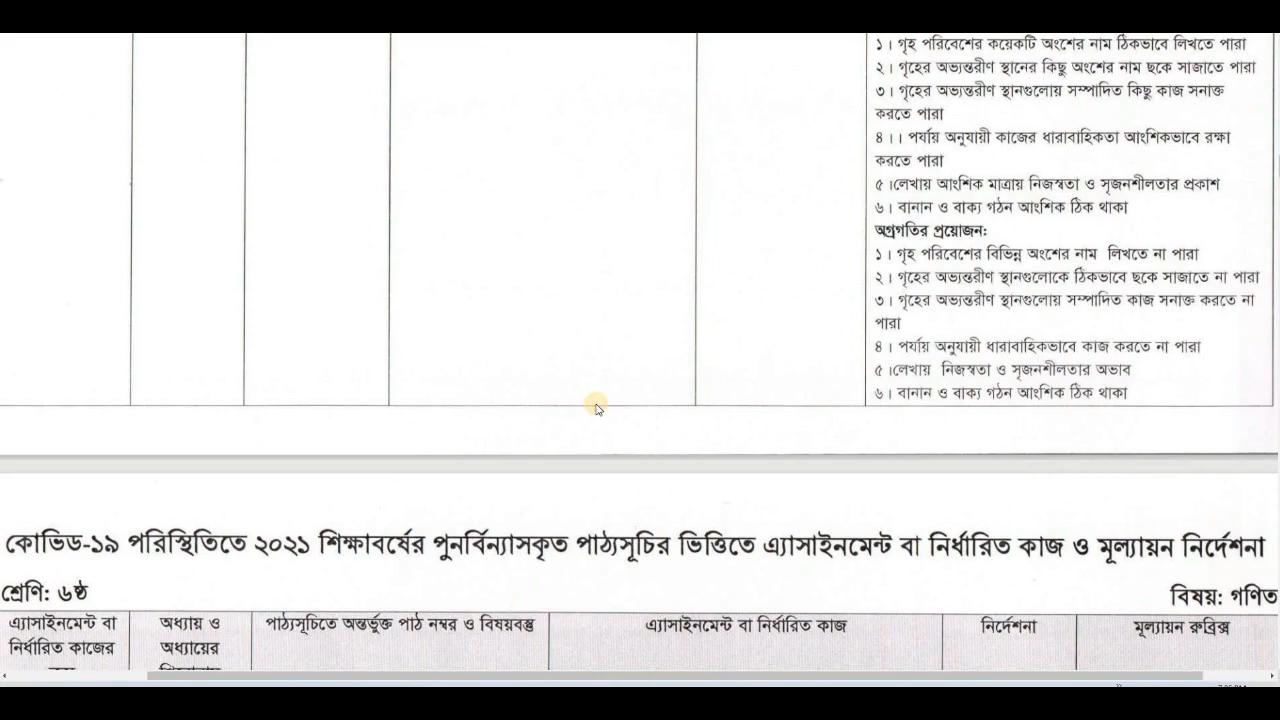 ১। গৃহ পরিবেশের কয়েকটি অংশের নাম ঠিকভাবে লিখতে পারা
২। গৃহের অভ্যন্তরীণ স্থানের কিছু অংশের নাম ছকে সাজাতে পারা
৩। গৃহের অভ্যন্তরীণ স্থানগুলোয় সম্পাদিত কিছু কাজ সনাক্ত
করতে পারা
৪।। পর্যায় অনুযায়ী কাজের ধারাবাহিকতা আংশিকভাবে রক্ষা
করতে পারা
৫।লেখায় আংশিক মাত্রায় নিজস্বতা ও সৃজনশীলতার প্রকাশ
৬। বানান ও বাক্য গঠন আংশিক ঠিক থাকা
অগ্রগতির প্রয়োজন:
১। গৃহ পরিবেশের বিভিন্ন অংশের নাম লিখতে না পারা
২। গৃহের অভ্যন্তরীণ স্থানগুলোকে ঠিকভাবে ছকে সাজাতে না পারা
৩। গৃহের অভ্যন্তরীণ স্থানগুলোয় সম্পাদিত কাজ সনাক্ত করতে না
পারা
৪। পর্যায় অনুযায়ী ধারাবাহিকভাবে কাজ করতে না পারা
৫।লেখায় নিজস্বতা ও সৃজনশীলতার অভাব
৬। বানান ও বাক্য গঠন আংশিক ঠিক থাকা
কোভিড-১৯ পরিস্থিতিতে ২০২১ শিক্ষাবর্ষের পুনর্বিন্যাসকৃত পাঠ্যসূচির ভিত্তিতে এ্যাসাইনমেন্ট বা নির্ধারিত কাজ ও মূল্যায়ন নির্দেশনা
শ্রেণি: ৬ষ্ঠ
বিষয়: গণিত
এ্যাসাইনমেন্ট বা
নির্ধারিত কাজের
অধ্যায় ও
অধ্যায়ের
পাঠ্যসূচিতে অন্তর্ভুক্ত পাঠ নম্বর ও বিষয়বস্তু
এ্যাসাইনমেন্ট বা নির্ধারিত কাজ
নির্দেশনা
মূল্যায়ন রুব্রিক্স